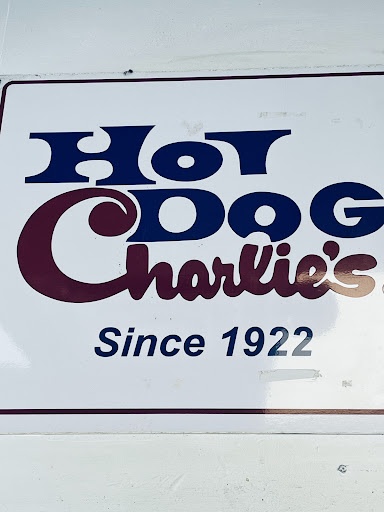 HOT
DOG
Charlie's
Since 1922